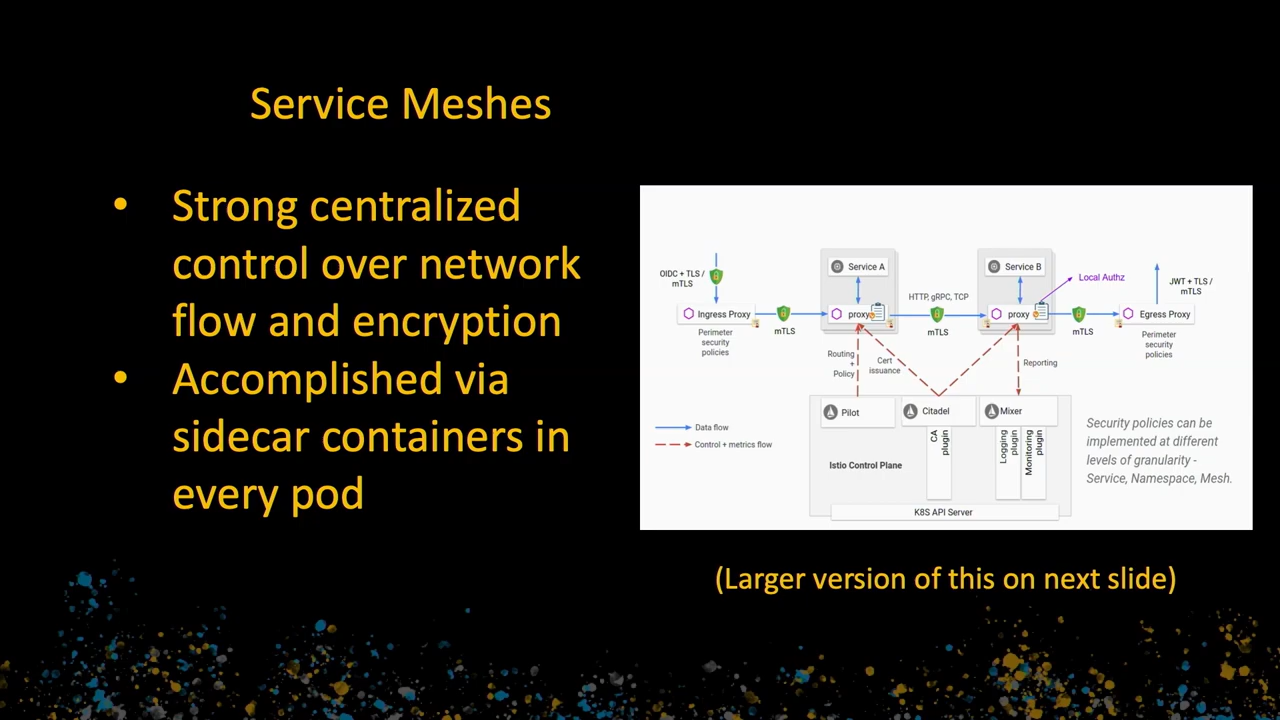 Service Meshes
• Strong centralized
control over network
flow and encryption
• Accomplished via
sidecar containers in
every pod
OIDC + TLS /
mTLS
Ingress Proxy
Perimeter
security
policies
mTLS
Service A
proxy
HTTP, gRPC, TCP
mTLS
Service B
proxy
Local Authz
mTLS
JWT + TLS /
mTLS
Egress Proxy
Perimeter
security
policies
Routing
+
Policy
Cert
issuance
Reporting
Data flow
Control + metrics flow
Pilot
Citadel
Mixer
CA
plugin
Logging
plugin
Monitoring
plugin
Istio Control Plane
K8S API Server
Security policies can be
implemented at different
levels of granularity -
Service, Namespace, Mesh.
(Larger version of this on next slide)